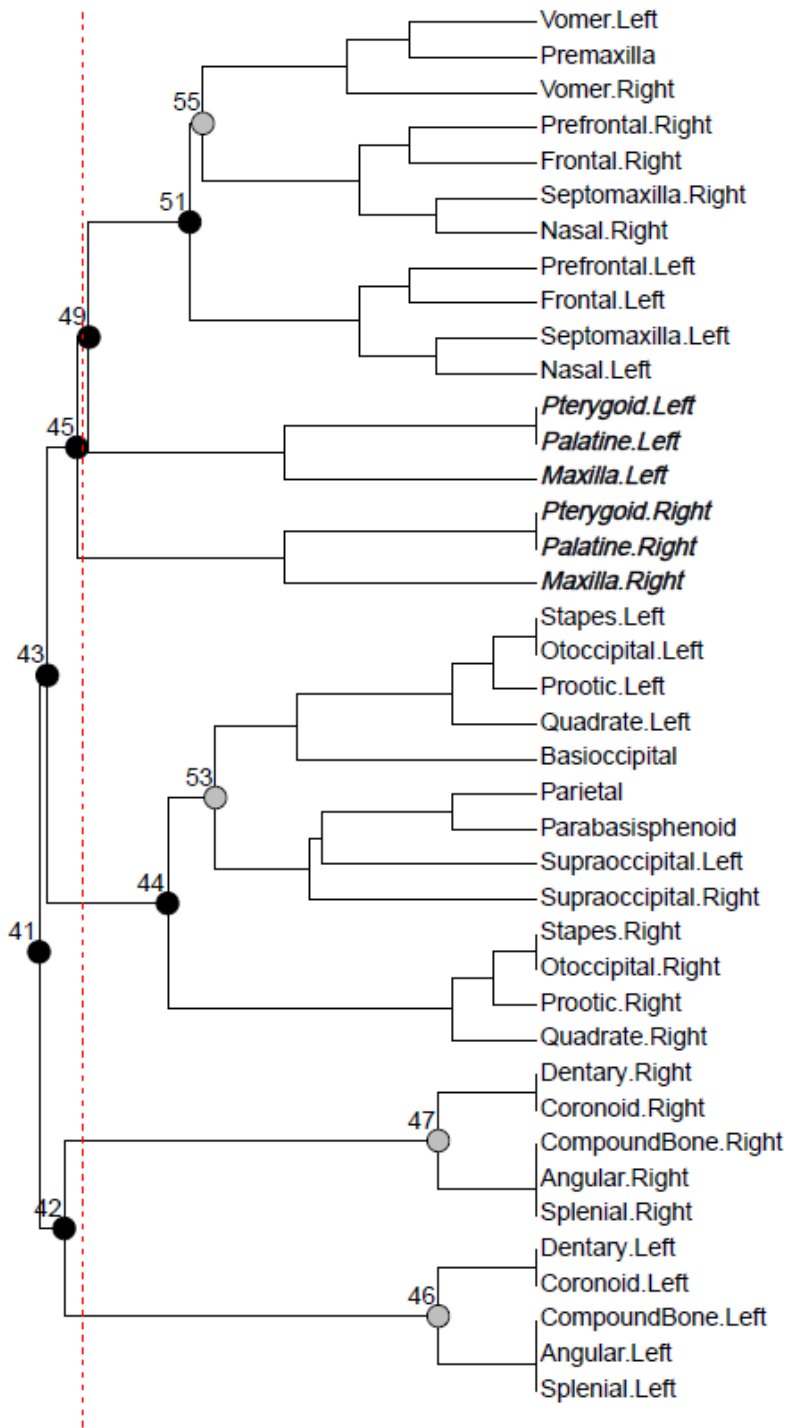 Vomer.Left
Premaxilla
Vomer.Right
55
Prefrontal.Right
Frontal.Right
Septomaxilla.Right
51
Nasal.Right
Prefrontal.Left
Frontal.Left
49
Septomaxilla.Left
Nasal.Left
Pterygoid.Left
45
Palatine.Left
Maxilla.Left
Pterygoid.Right
Palatine.Right
Maxilla.Right
Stapes.Left
43
Otoccipital.Left
Prootic.Left
Quadrate.Left
Basioccipital
53
Parietal
Parabasisphenoid
Supraoccipital.Left
44
Supraoccipital.Right
41
Stapes.Right
Otoccipital.Right
Prootic.Right
Quadrate.Right
Dentary.Right
Coronoid.Right
47
CompoundBone.Right
Angular.Right
42
Splenial.Right
Dentary.Left
Coronoid.Left
46
CompoundBone.Left
Angular.Left
Splenial.Left